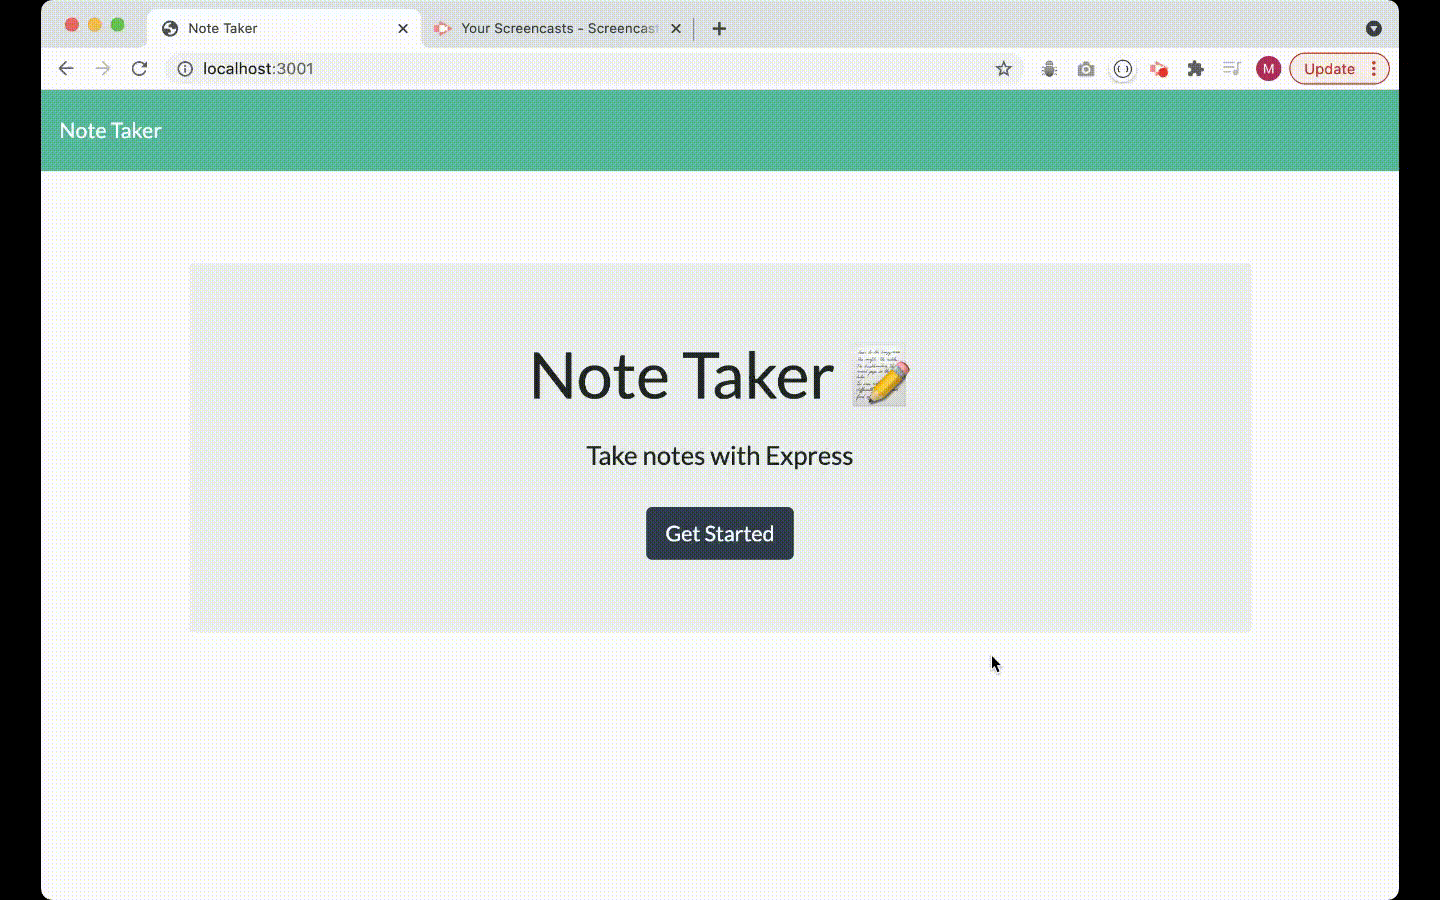 Note Taker
Your Screencasts - Screencast
localhost:3001
M
Update
Note Taker
Note Taker
Take notes with Express
Get Started